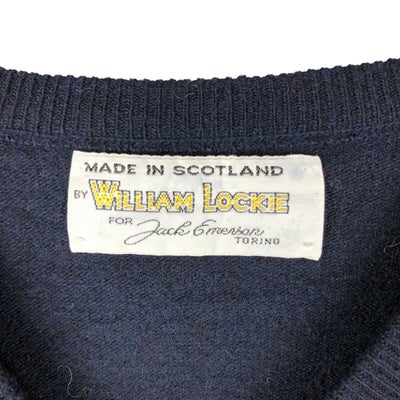 MADE IN SCOTLAND
BY WILLIAM LOCKIE
FOR Jack Emerson
TORINO